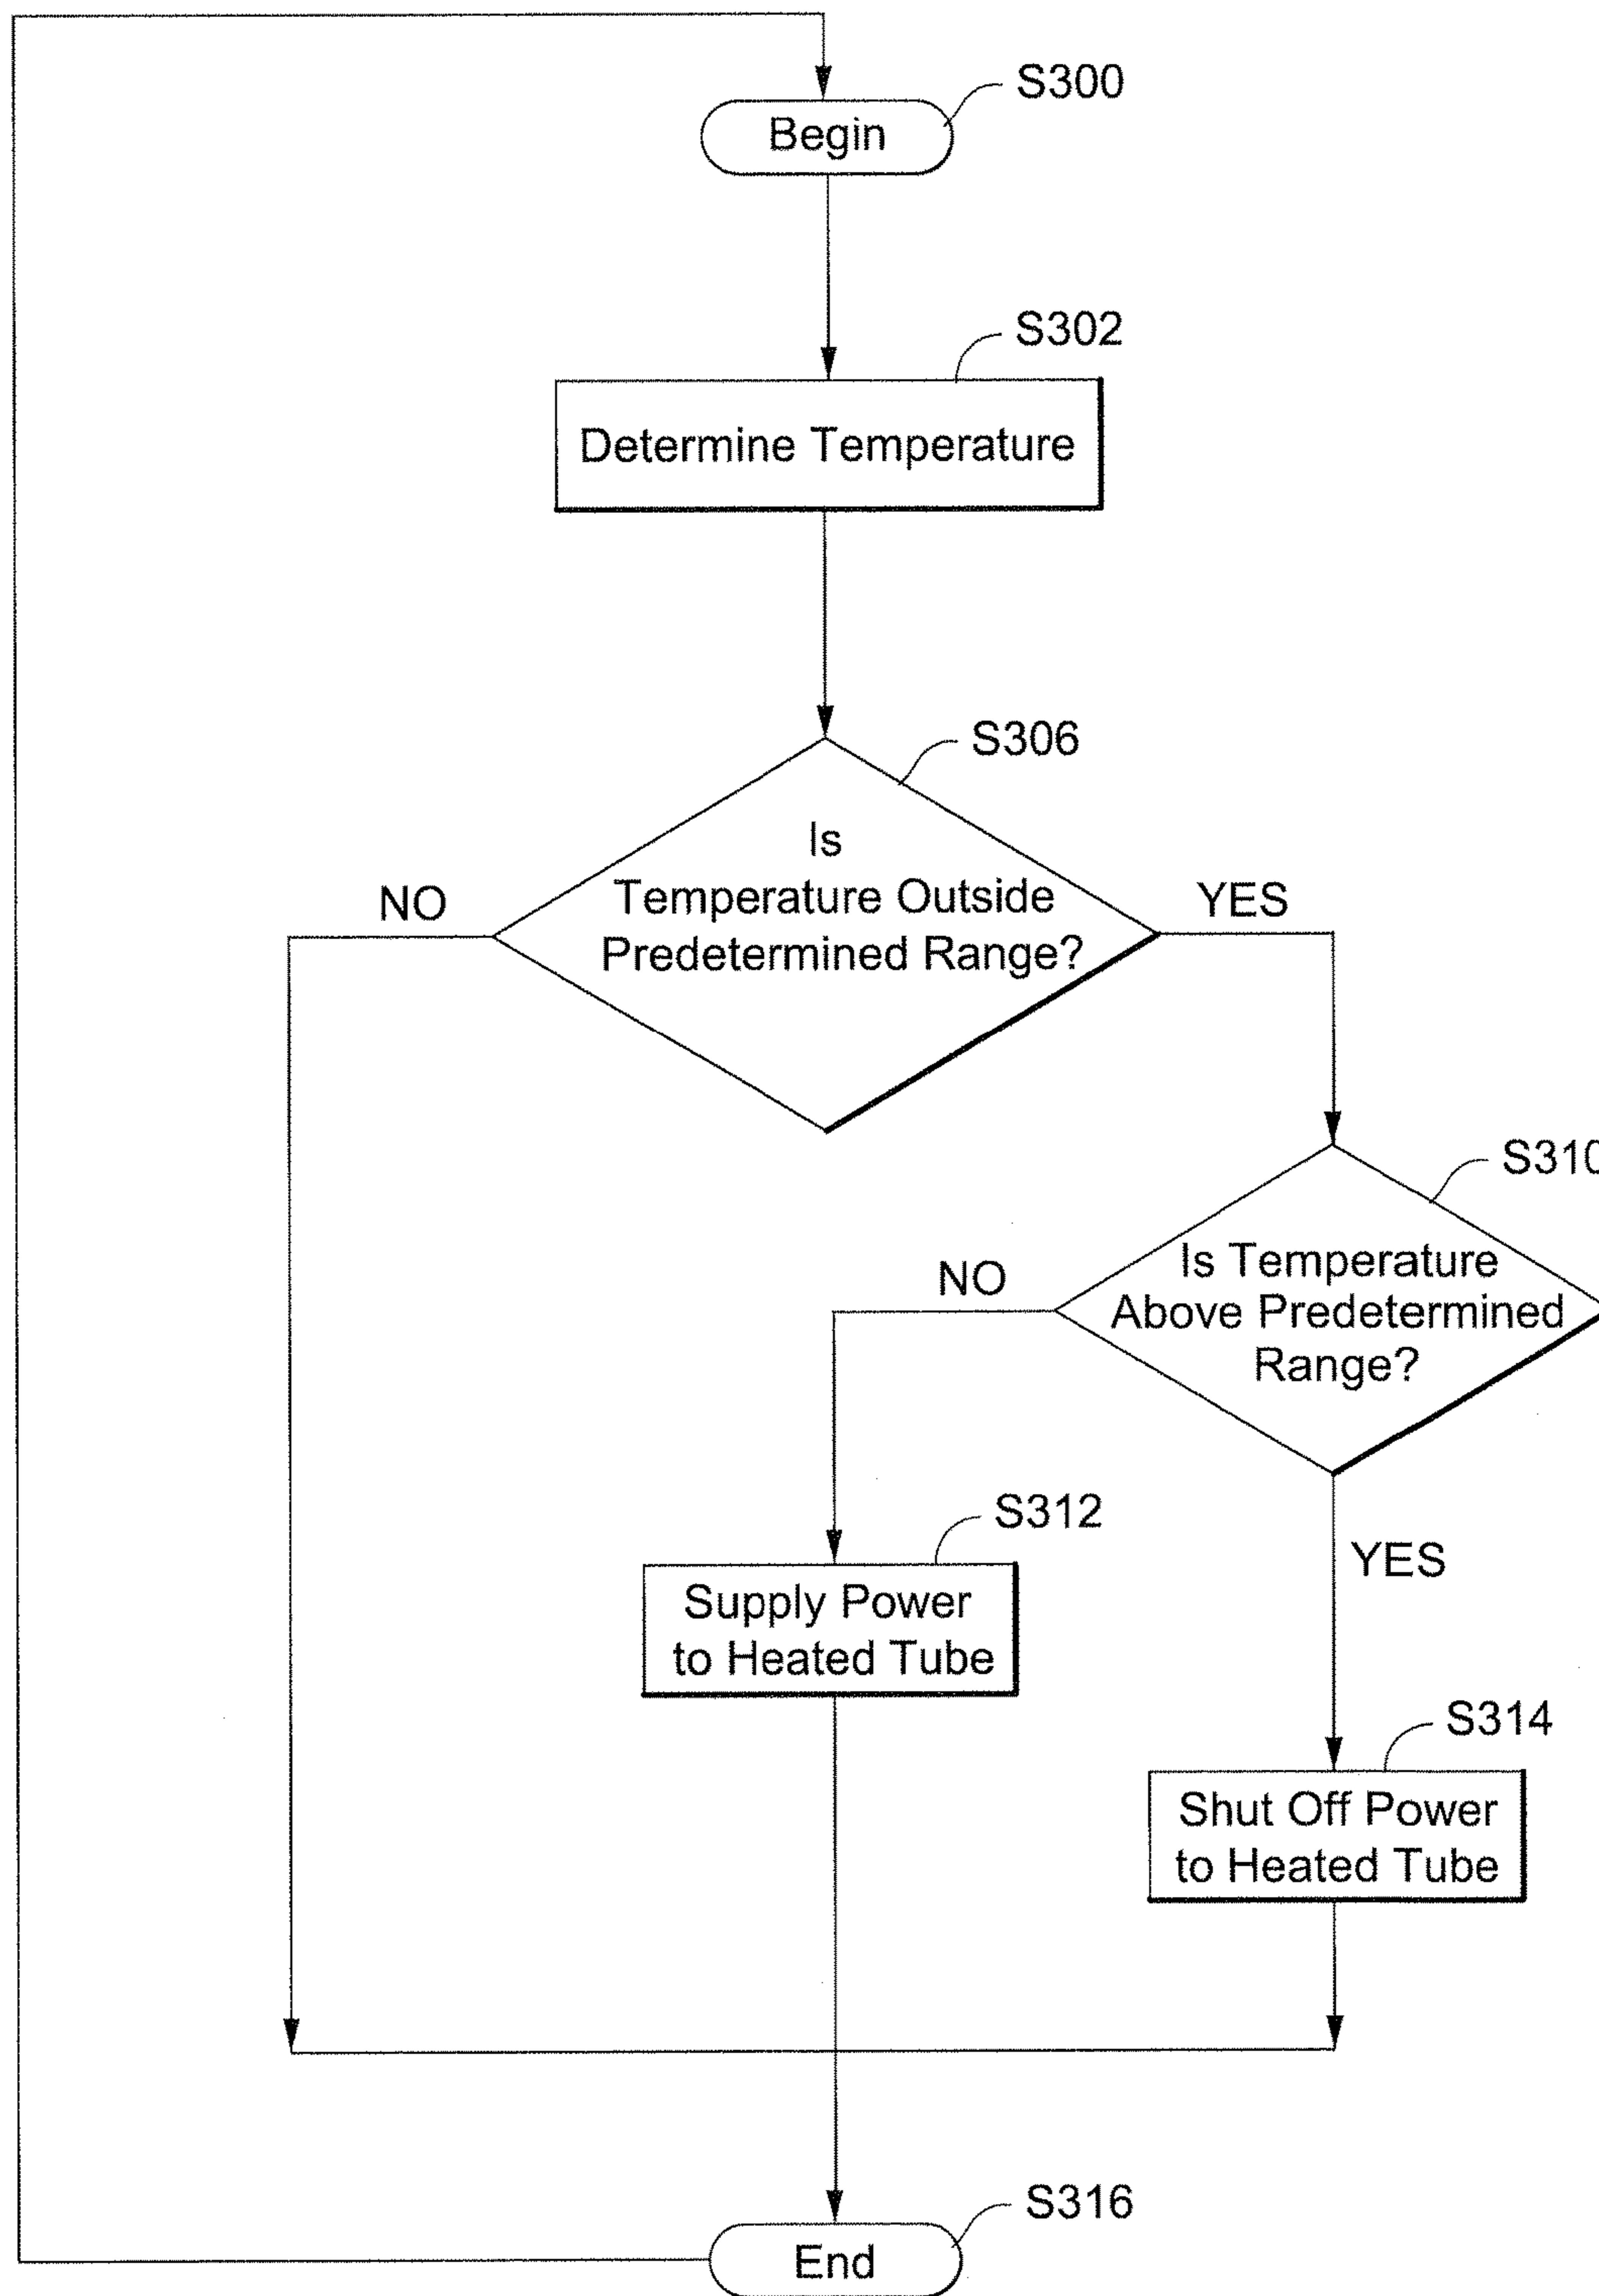 S300
Begin
S302
Determine Temperature
S306
Is
Temperature Outside
Predetermined Range?
NO
YES
S310
Is Temperature
Above Predetermined
Range?
NO
YES
S312
Supply Power
to Heated Tube
S314
Shut Off Power
to Heated Tube
S316
End